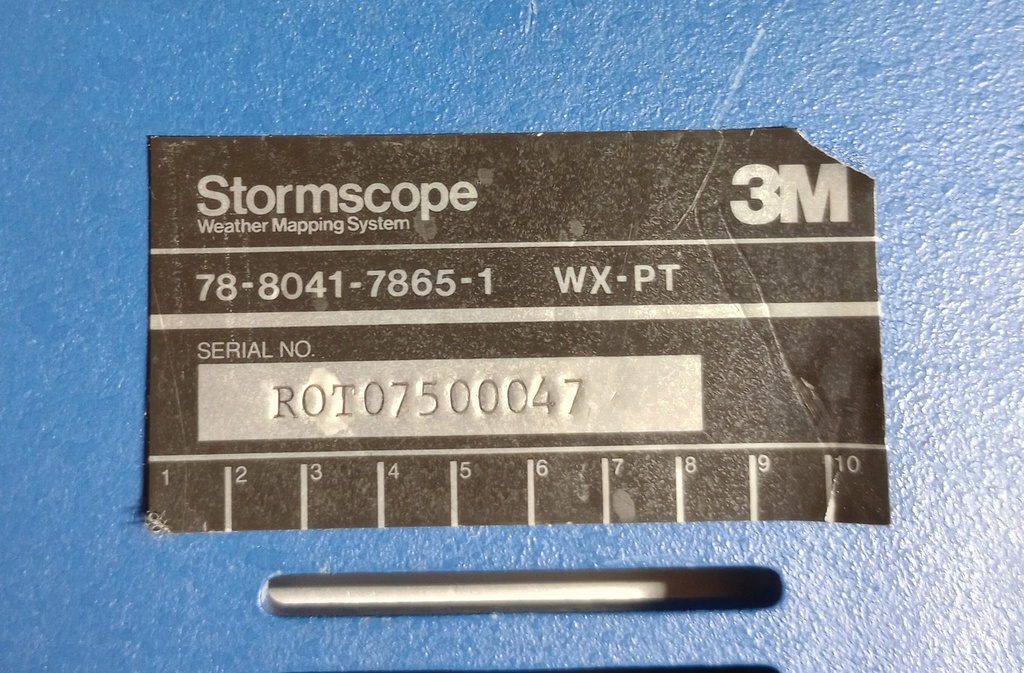 Stormscope 3M
Weather Mapping System
78-8041-7865-1 WX-PT
SERIAL NO.
ROT07500047
1 2 3 4 5 6 7 8 9 10